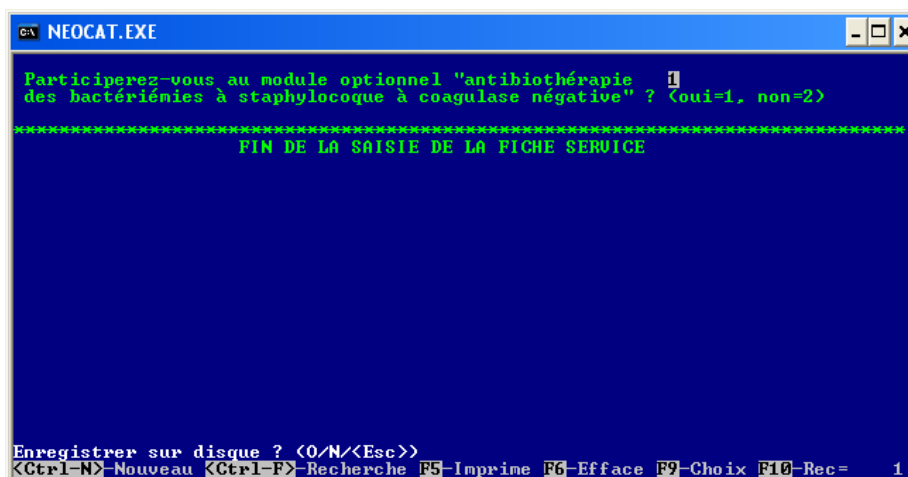 NEOCAT.EXE
Participerez-vous au module optionnel "antibiothérapie 1
des bactériémies à staphylocoque à coagulase négative" ? (oui=1, non=2)
*******************************************************************************
FIN DE LA SAISIE DE LA FICHE SERVICE
Enregistrer sur disque ? (O/N/<Esc>)
<Ctrl-N>-Nouveau <Ctrl-F>-Recherche F5-Imprime F6-Efface F9-Choix F10-Rec= 1